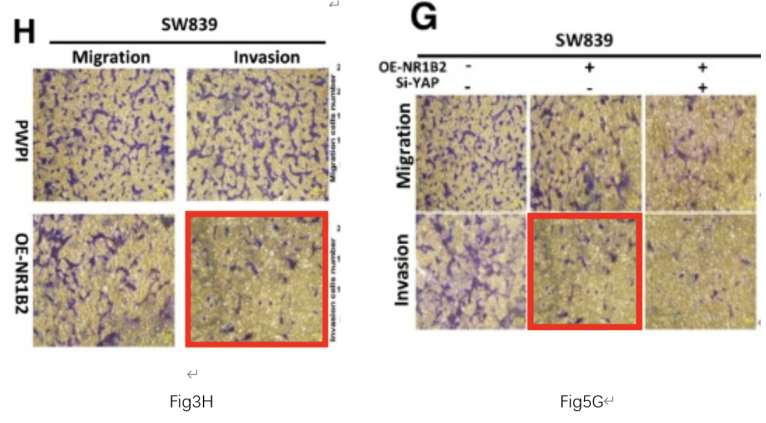 H
SW839
Migration Invasion
PWPI
OE-NR1B2
Migration cells number
Invasion cells number
Fig3H
G
SW839
OE-NR1B2 - + +
Si-YAP - - +
Migration
Invasion
Fig5G